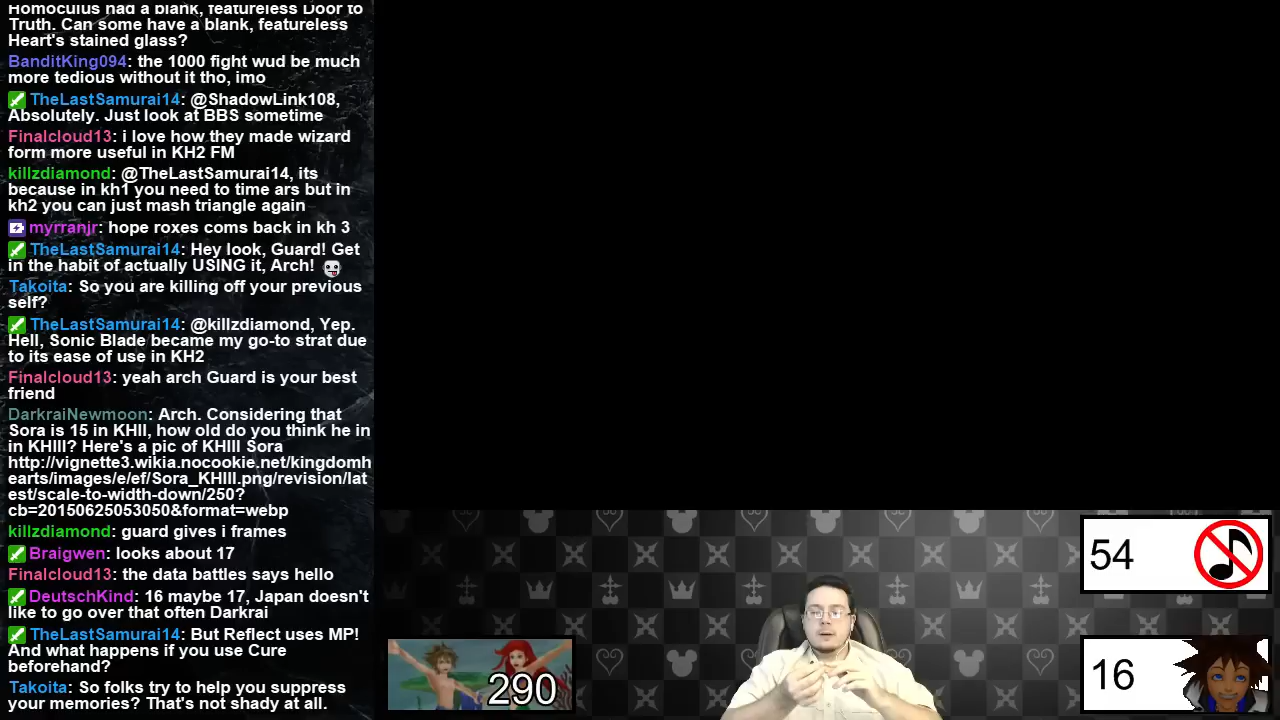 Homoculus had a blank, featureless Door to
Truth. Can some have a blank, featureless
Heart's stained glass?
BanditKing094: the 1000 fight wud be much
more tedious without it tho, imo
TheLastSamurai14: @ShadowLink108,
Absolutely. Just look at BBS sometime
Finalcloud13: i love how they made wizard
form more useful in KH2 FM
killzdiamond: @TheLastSamurai14, its
because in kh1 you need to time ars but in
kh2 you can just mash triangle again
myrranjr: hope roxes coms back in kh 3
TheLastSamurai14: Hey look, Guard! Get
in the habit of actually USING it, Arch!
Takoita: So you are killing off your previous
self?
TheLastSamurai14: @killzdiamond, Yep.
Hell, Sonic Blade became my go-to strat due
to its ease of use in KH2
Finalcloud13: yeah arch Guard is your best
friend
DarkraiNewmoon: Arch. Considering that
Sora is 15 in KHII, how old do you think he in
in KHIII? Here's a pic of KHIII Sora
http://vignette3.wikia.nocookie.net/kingdomh
earts/images/e/ef/Sora_KHIII.png/revision/lat
est/scale-to-width-down/250?
cb=20150625053050&format=webp
killzdiamond: guard gives i frames
Braigwen: looks about 17
Finalcloud13: the data battles says hello
DeutschKind: 16 maybe 17, Japan doesn't
like to go over that often Darkrai
TheLastSamurai14: But Reflect uses MP!
And what happens if you use Cure
beforehand?
Takoita: So folks try to help you suppress
your memories? That's not shady at all.
290
54
16